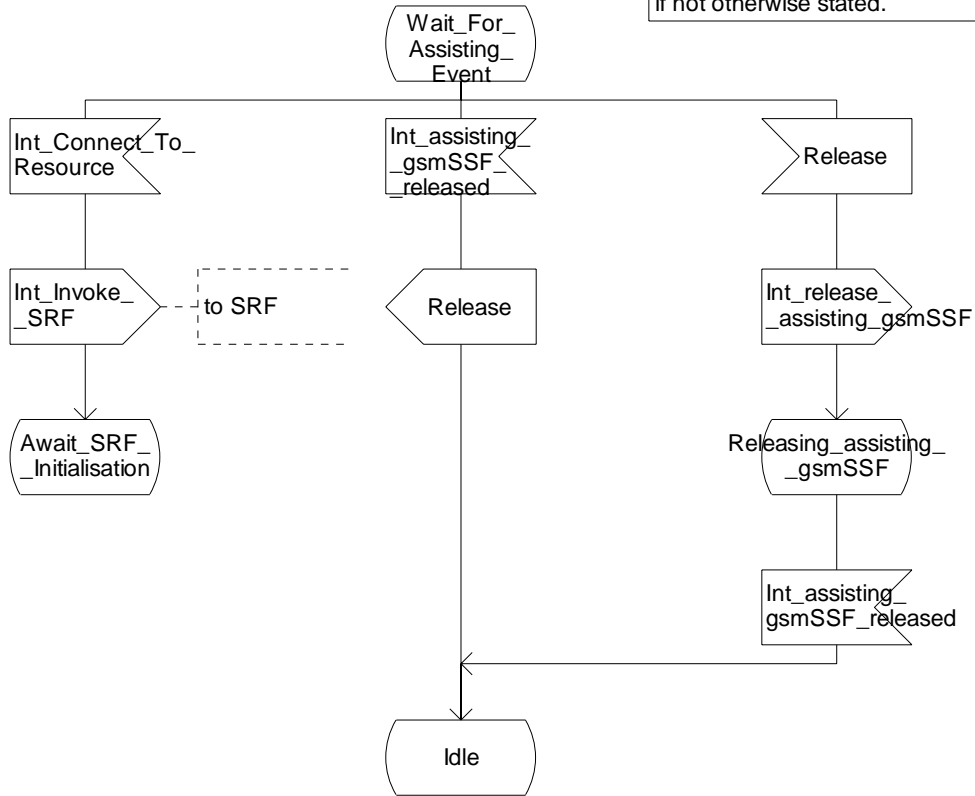 if not otherwise stated.
Wait_For_
Assisting_
Event
Int_Connect_To_
Resource
Int_assisting_
_gsmSSF_
_released
Release
Int_Invoke_
_SRF
to SRF
Release
Int_release_
_assisting_gsmSSF
Await_SRF_
_Initialisation
Releasing_assisting_
_gsmSSF
Int_assisting_
gsmSSF_released
Idle